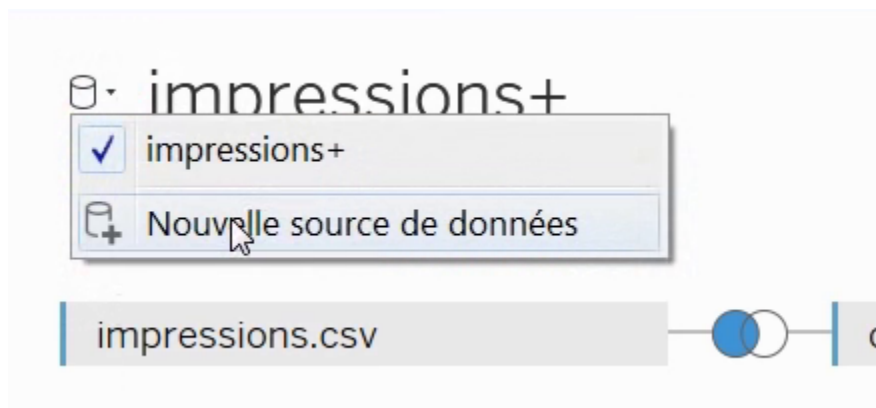 impressions+
impressions+
Nouvelle source de données
impressions.csv